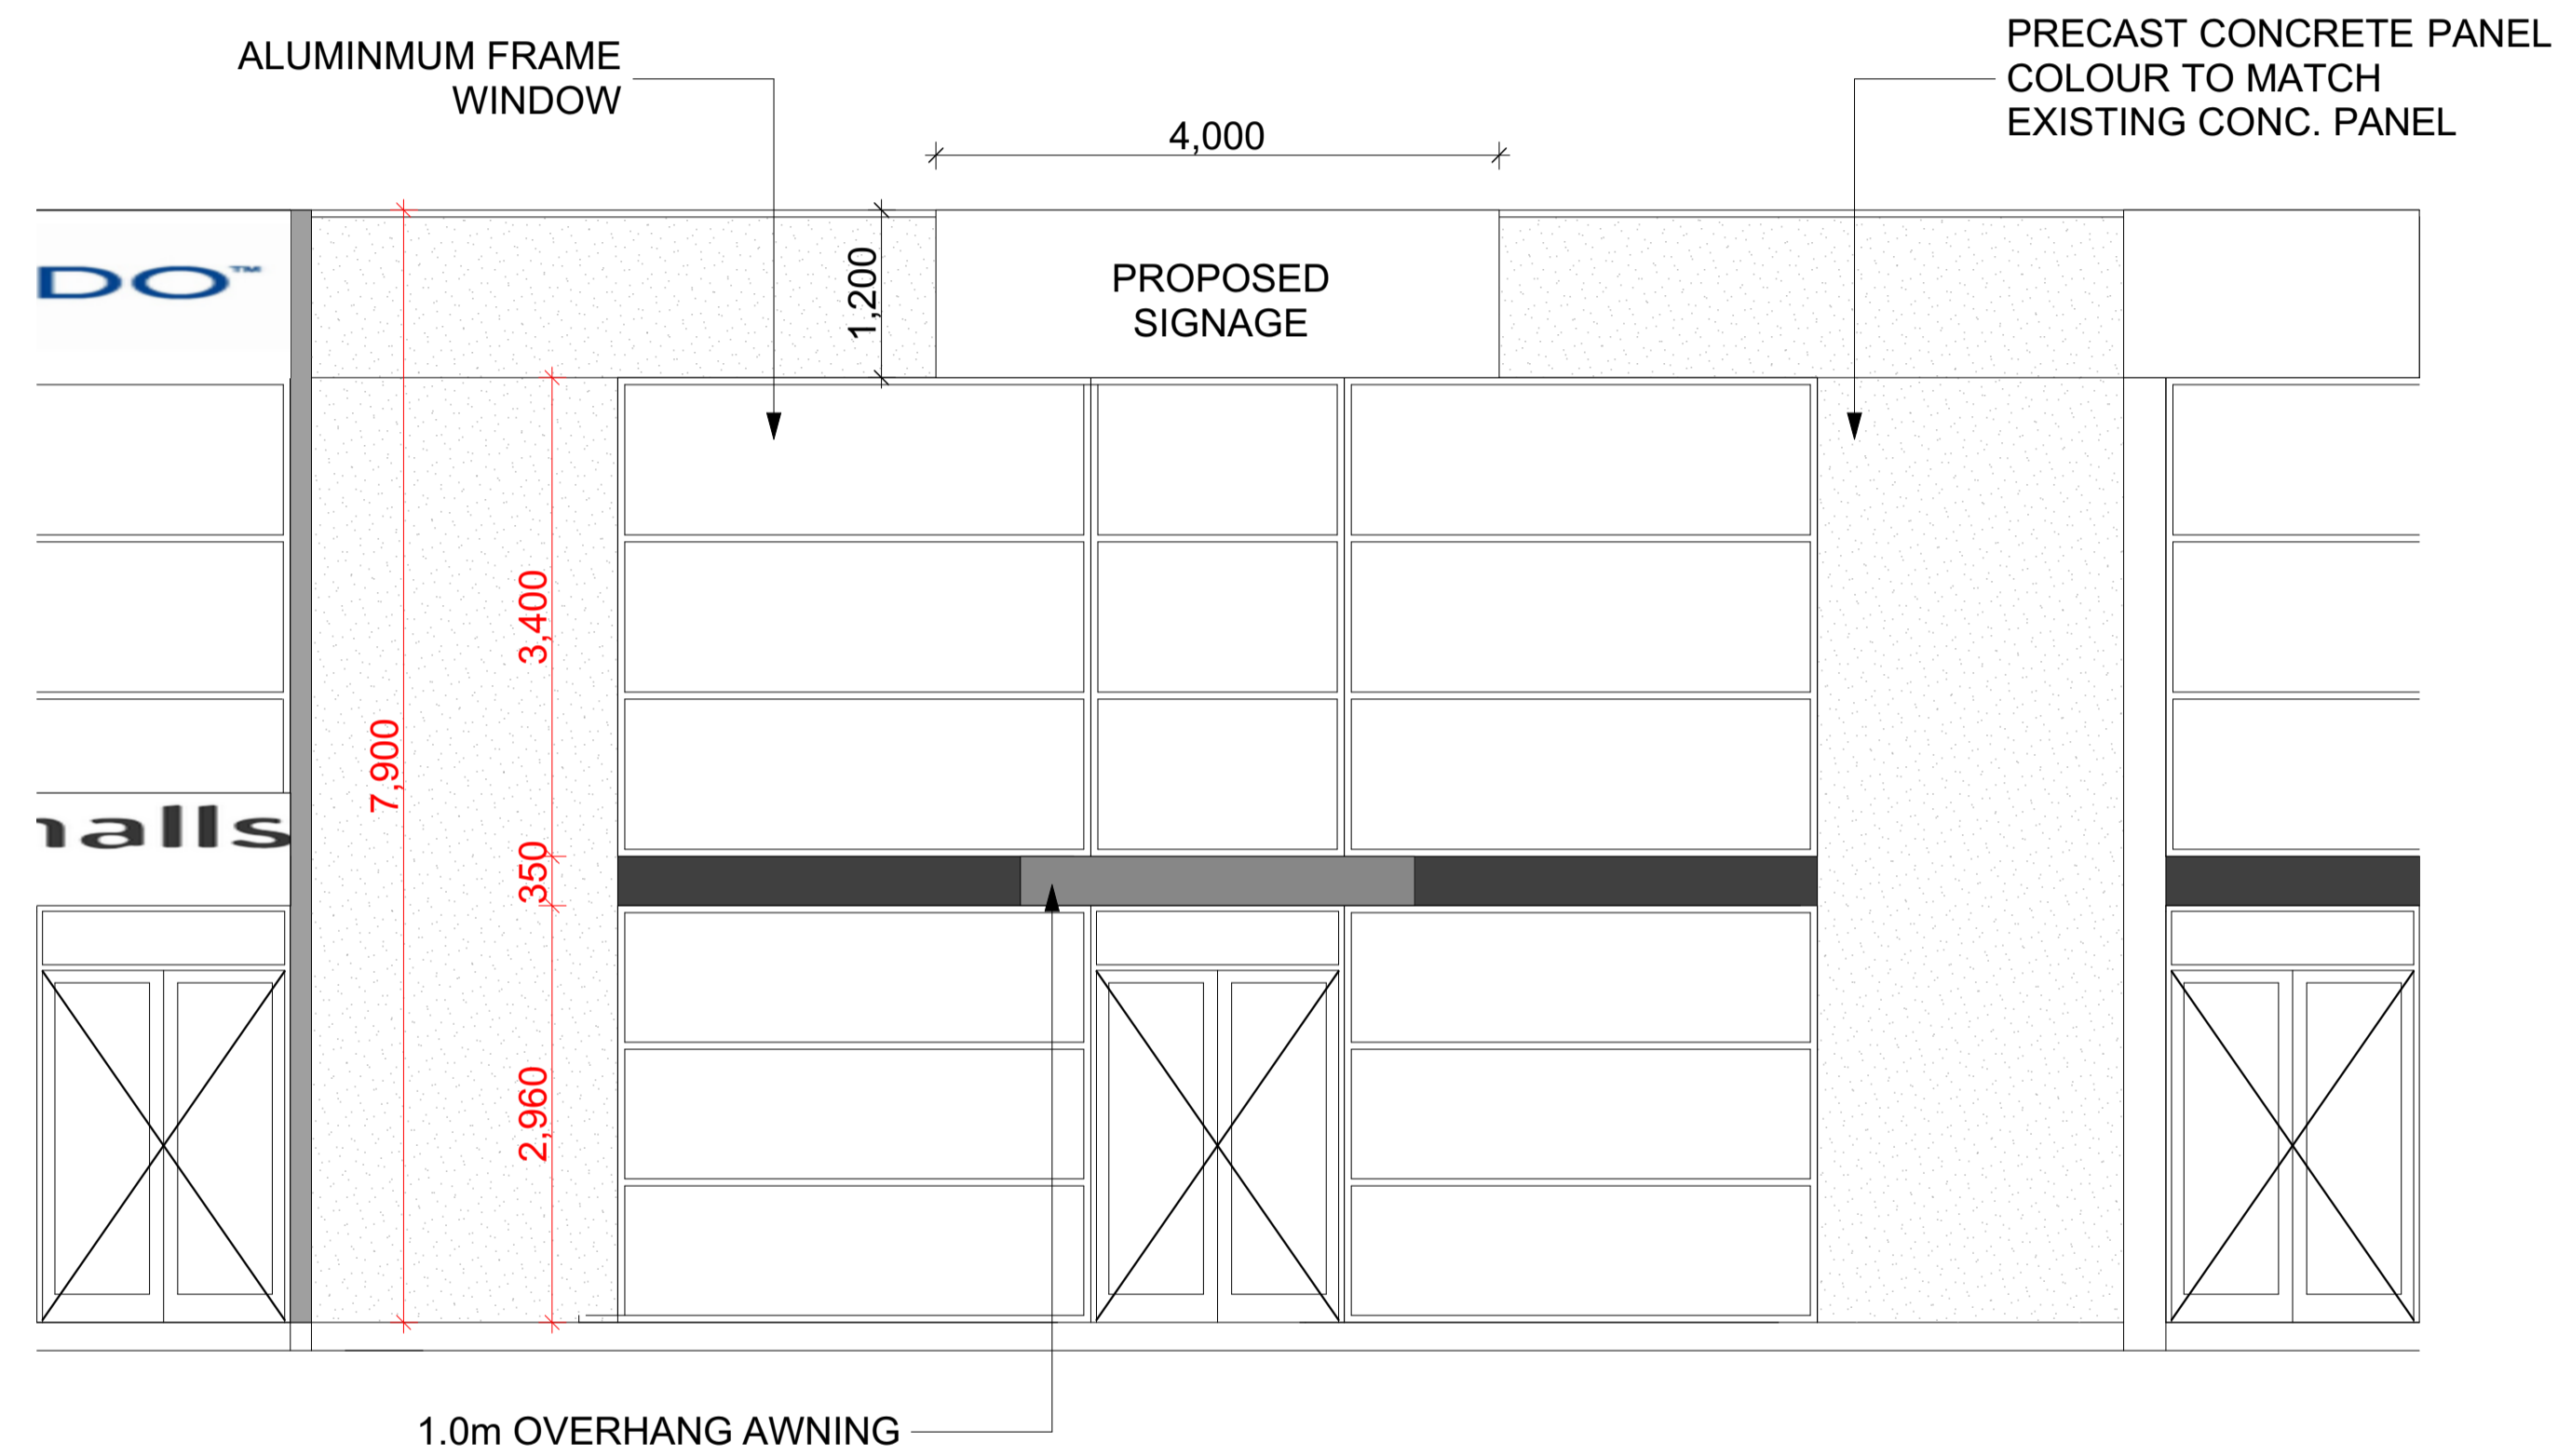 ALUMINMUM FRAME
WINDOW
PRECAST CONCRETE PANEL
COLOUR TO MATCH
EXISTING CONC. PANEL
4,000
DO™
1,200
PROPOSED
SIGNAGE
3,400
7,900
alls
350
2,960
1.0m OVERHANG AWNING